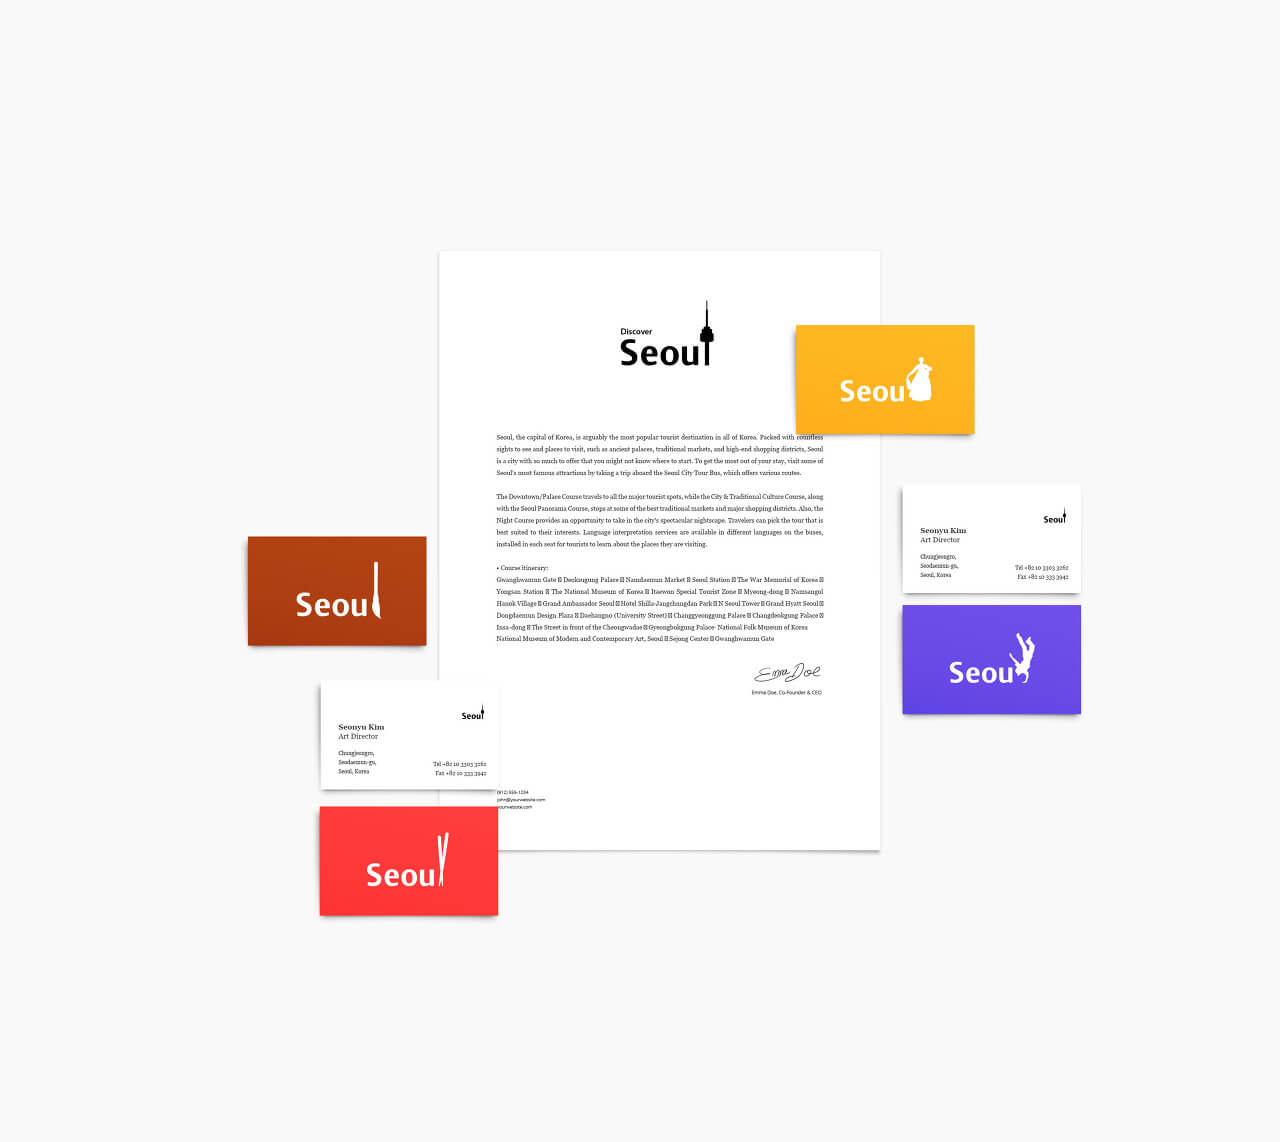 Discover
Seoul
Seoul
Seoul, the capital of Korea, is arguably the most popular tourist destination in all of Korea. Packed with countless
sights to see and places to visit, such as ancient palaces, traditional markets, and high-end shopping districts, Seoul
is a city with so much to offer that you might not know where to start. To get the most out of your stay, visit some of
Seoul's most famous attractions by taking a trip aboard the Seoul City Tour Bus, which offers various routes.
The Downtown/Palace Course travels to all the major tourist spots, while the City & Traditional Culture Course, along
with the Seoul Panorama Course, stops at some of the best traditional markets and major shopping districts. Also, the
Night Course provides an opportunity to take in the city's spectacular nightscape. Travelers can pick the tour that is
best suited to their interests. Language interpretation services are available in different languages on the buses,
installed in each seat for tourists to learn about the places they are visiting.
• Course itinerary:
Gwanghwamun Gate ☒ Deoksugung Palace ☒ Namdaemun Market ☒ Seoul Station ☒ The War Memorial of Korea ☒
Yongsan Station ☒ The National Museum of Korea ☒ Itaewon Special Tourist Zone ☒ Myeong-dong ☒ Namsangol
Hanok Village ☒ Grand Ambassador Seoul ☒ Hotel Shilla-Jangchungdan Park ☒ N Seoul Tower ☒ Grand Hyatt Seoul ☒
Dongdaemun Design Plaza ☒ Daehangno (University Street) ☒ Changgyeonggung Palace ☒ Changdeokgung Palace ☒
Insa-dong ☒ The Street in front of the Cheongwadae ☒ Gyeongbokgung Palace- National Folk Museum of Korea
National Museum of Modern and Contemporary Art, Seoul ☒ Sejong Center ☒ Gwanghwamun Gate
Emma Doe
Emma Doe, Co-Founder & CEO
(912) 555-1234
john@yourwebsite.com
yourwebsite.com
Seoul
Seoul
Seonyu Kim
Art Director
Chungjeongro,
Seodaemun-gu,
Seoul, Korea
Tel +82 10 3303 3262
Fax +82 10 333 3942
Seoul
Seoul
Seonyu Kim
Art Director
Chungjeongro,
Seodaemun-gu,
Seoul, Korea
Tel +82 10 3303 3262
Fax +82 10 333 3942
Seoul